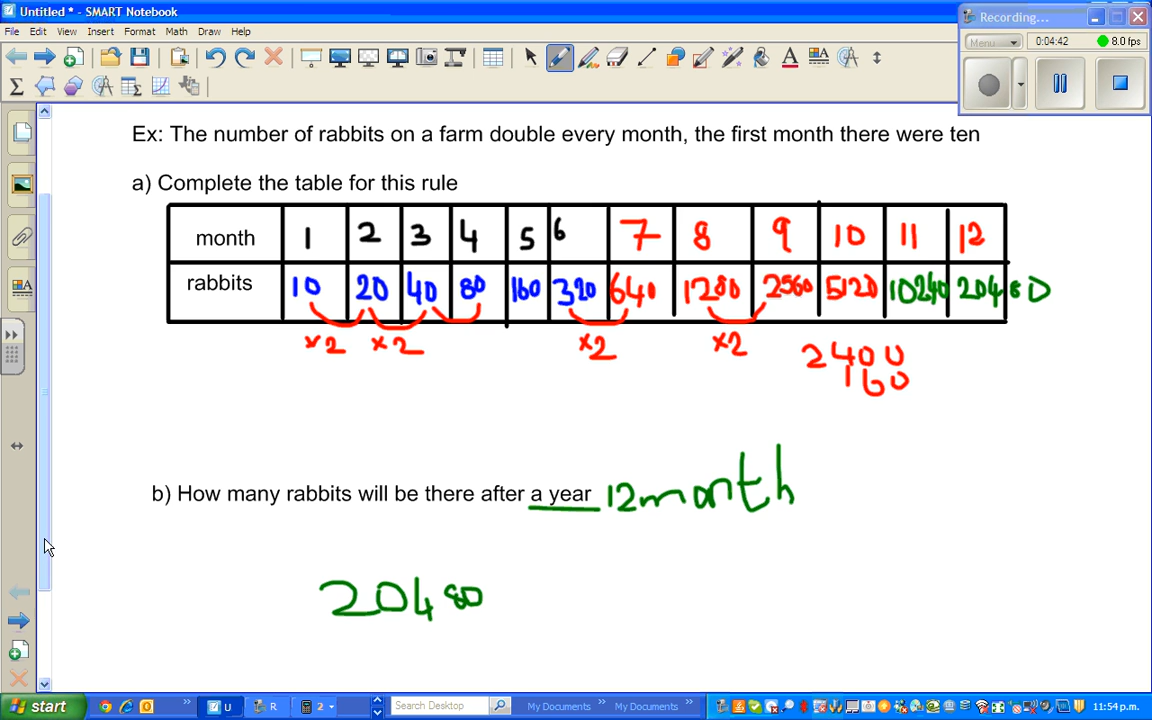 Untitled * - SMART Notebook
Recording...
File Edit View Insert Format Math Draw Help
Menu 0:04:42 8.0 fps
Ex: The number of rabbits on a farm double every month, the first month there were ten
a) Complete the table for this rule
month 1 2 3 4 5 6 7 8 9 10 11 12
rabbits 10 20 40 80 160 320 640 1280 2560 5120 10240 20480
×2 ×2 ×2 ×2 2400
160
b) How many rabbits will be there after a year 12month
20480
start U R 2 Search Desktop My Documents My Documents 11:54 p.m.